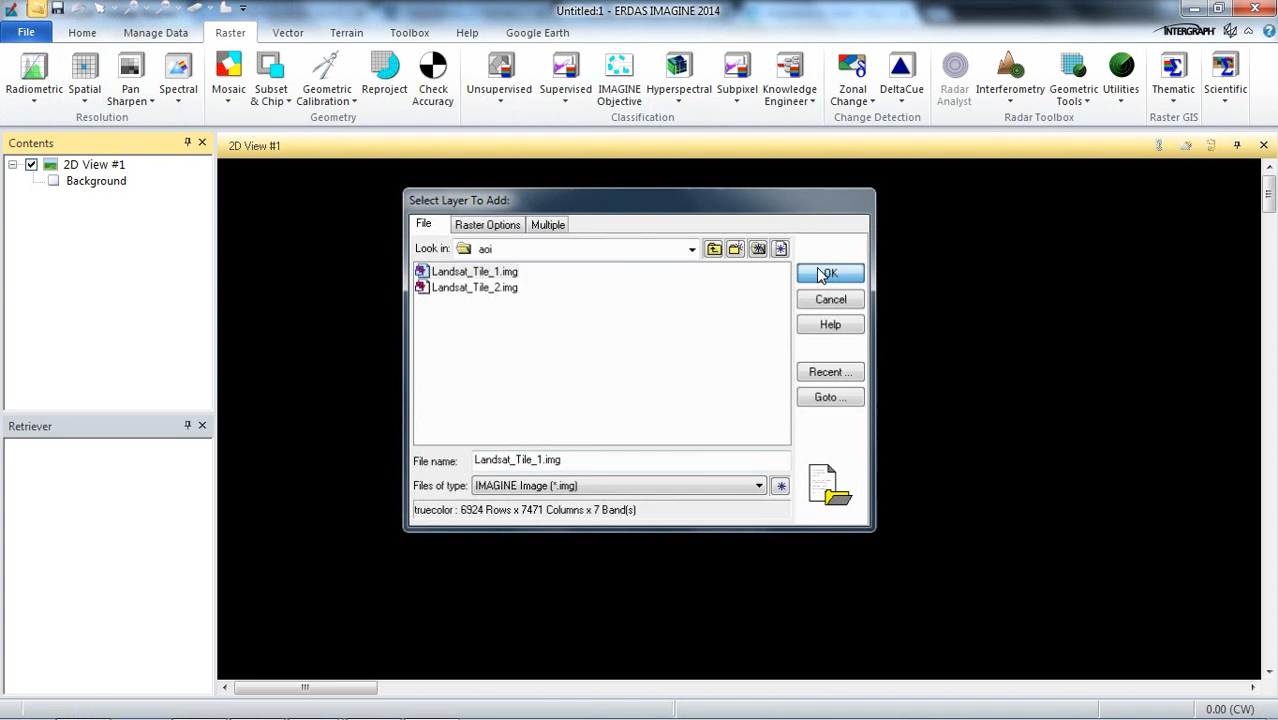 Untitled:1 - ERDAS IMAGINE 2014
File Home Manage Data Raster Vector Terrain Toolbox Help Google Earth
INTERGRAPH
Radiometric Spatial Pan Sharpen Spectral Mosaic Subset & Chip Geometric Calibration Reproject Check Accuracy Unsupervised Supervised IMAGINE Objective Hyperspectral Subpixel Knowledge Engineer Zonal Change DeltaCue Radar Analyst Interferometry Geometric Tools Utilities Thematic Scientific
Resolution Geometry Classification Change Detection Radar Toolbox Raster GIS
Contents
2D View #1
2D View #1
Background
Select Layer To Add:
File Raster Options Multiple
Look in: aoi
Landsat_Tile_1.img
Landsat_Tile_2.img
OK
Cancel
Help
Recent ...
Goto ...
Retriever
File name: Landsat_Tile_1.img
Files of type: IMAGINE Image (*.img)
truecolor : 6924 Rows x 7471 Columns x 7 Band(s)
0.00 (CW)